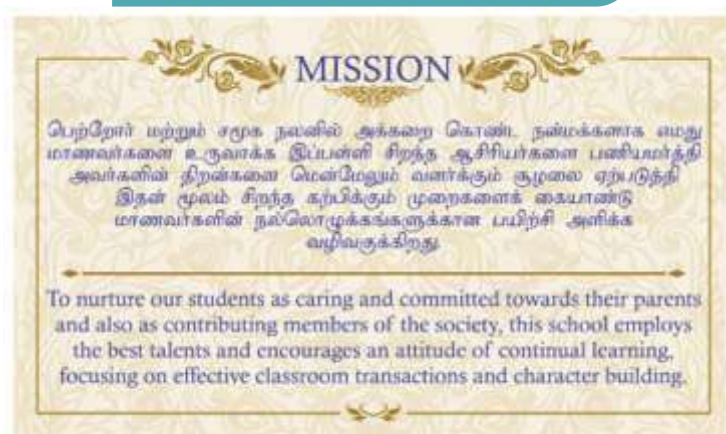 MISSION
பெற்றோர் மற்றும் சமூக நலனில் அக்கறை கொண்ட நன்மக்களாக எமது
மாணவர்களை உருவாக்க இப்பள்ளி சிறந்த ஆசிரியர்களை பணியமர்த்தி
அவர்களின் திறன்களை மென்மேலும் வளர்க்கும் சூழலை ஏற்படுத்தி
இதன் மூலம் சிறந்த கற்பிக்கும் முறைகளைக் கையாண்டு
மாணவர்களின் நல்லொழுக்கங்களுக்கான பயிற்சி அளிக்க
வழிவகுக்கிறது.
To nurture our students as caring and committed towards their parents
and also as contributing members of the society, this school employs
the best talents and encourages an attitude of continual learning,
focusing on effective classroom transactions and character building.